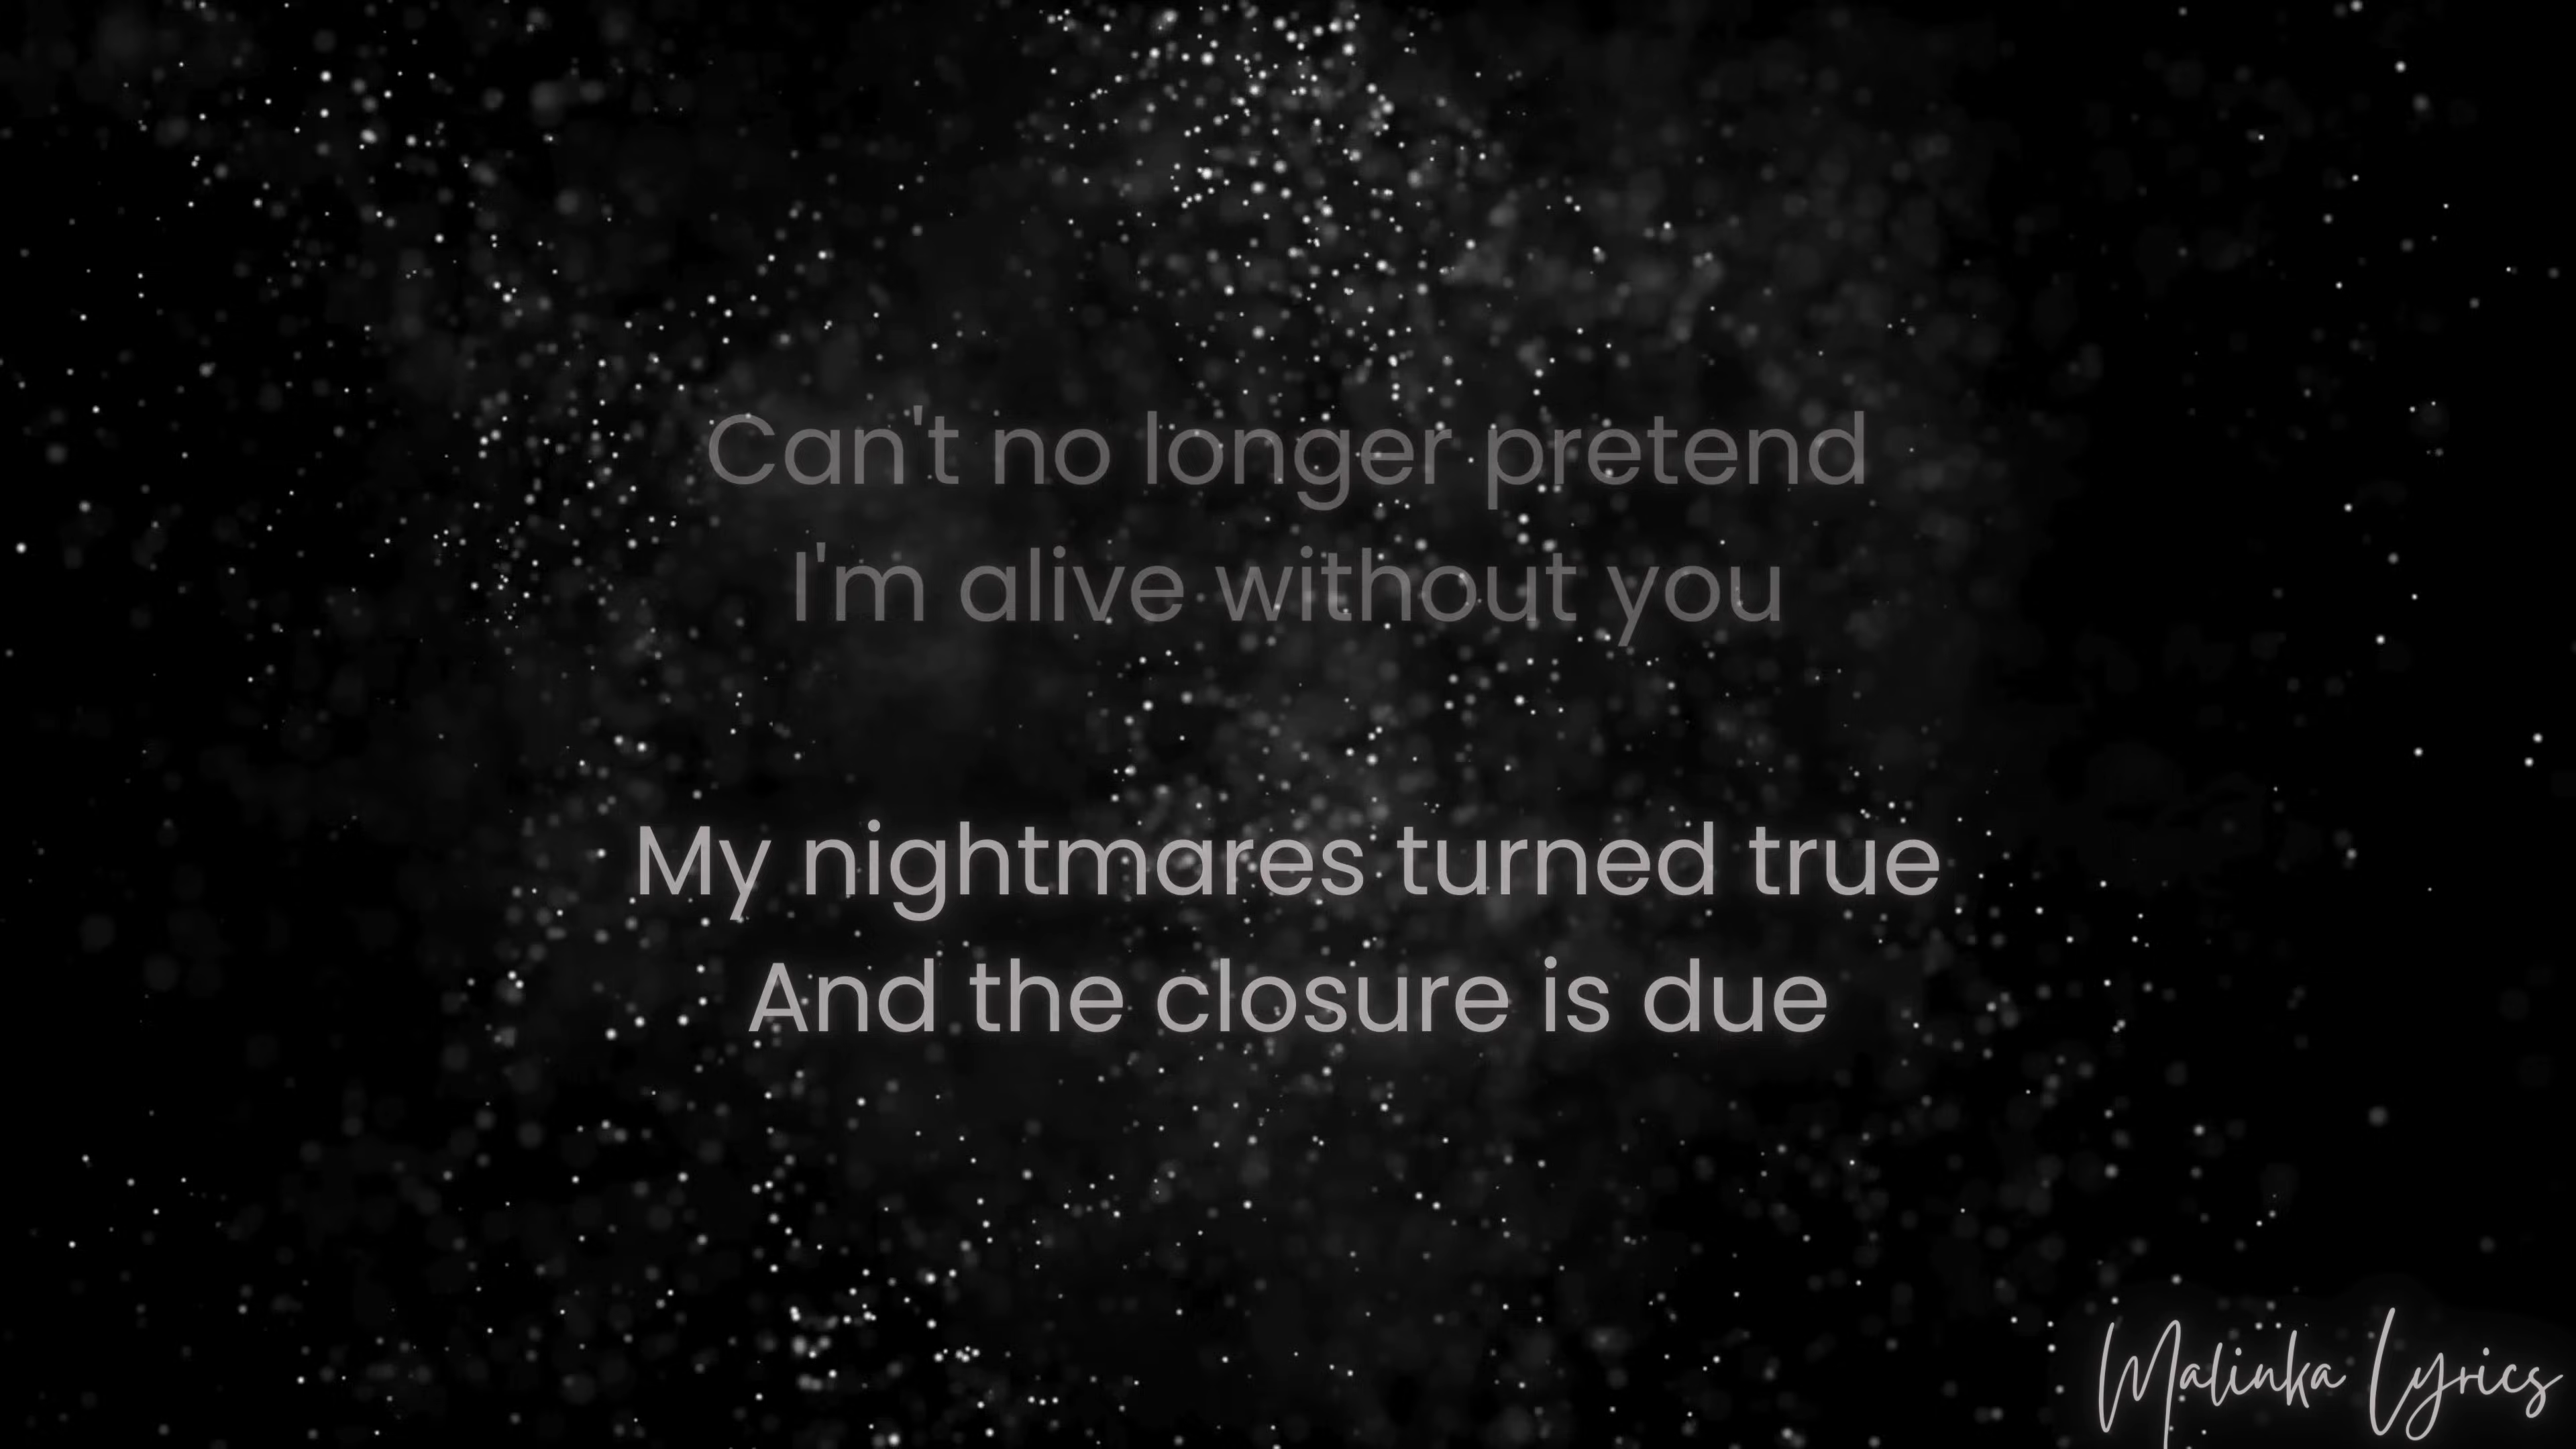 Can't no longer pretend
I'm alive without you
My nightmares turned true
And the closure is due
Malinka Lyrics